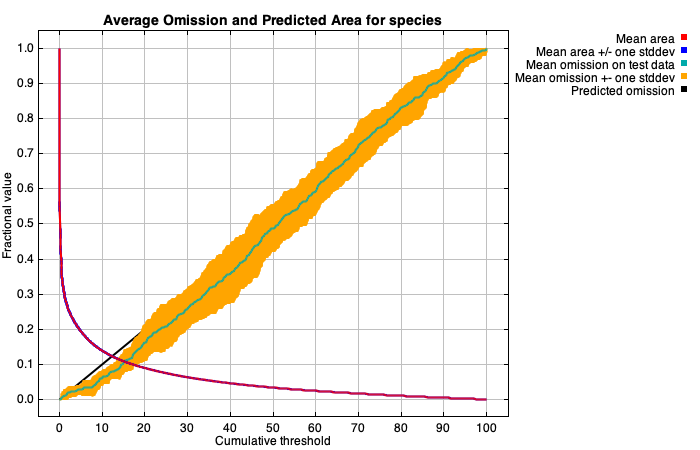 Average Omission and Predicted Area for species
Mean area
Mean area +/- one stddev
Mean omission on test data
Mean omission +- one stddev
Predicted omission
Fractional value
1.0
0.9
0.8
0.7
0.6
0.5
0.4
0.3
0.2
0.1
0.0
0 10 20 30 40 50 60 70 80 90 100
Cumulative threshold